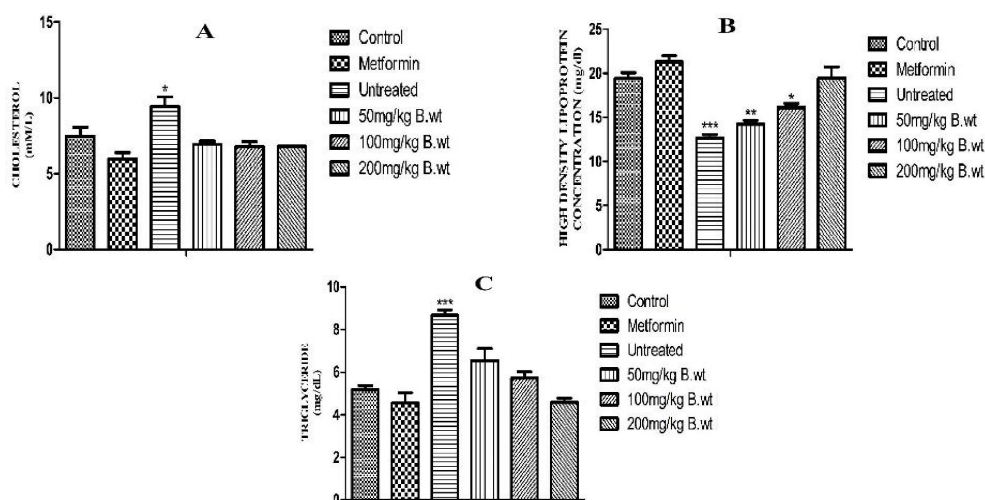 A
CHOLESTEROL
(mM/L)
15
10
5
0
*
Control
Metformin
Untreated
50mg/kg B.wt
100mg/kg B.wt
200mg/kg B.wt
B
HIGH DENSITY LIPOPROTEIN
CONCENTRATION (mg/dl)
25
20
15
10
5
0
***
**
*
Control
Metformin
Untreated
50mg/kg B.wt
100mg/kg B.wt
200mg/kg B.wt
C
TRIGLYCERIDE
(mg/dL)
10
8
6
4
2
0
***
Control
Metformin
Untreated
50mg/kg B.wt
100mg/kg B.wt
200mg/kg B.wt